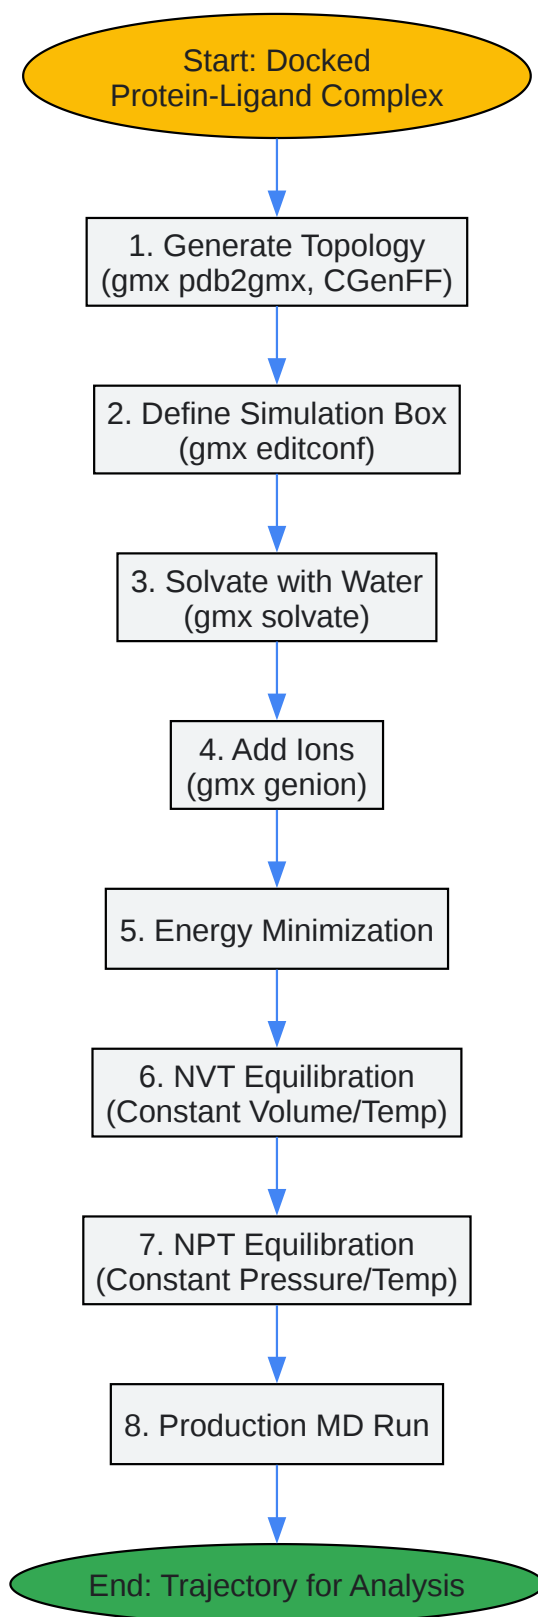 Start: Docked
Protein-Ligand Complex
1. Generate Topology
(gmx pdb2gmx, CGenFF)
2. Define Simulation Box
(gmx editconf)
3. Solvate with Water
(gmx solvate)
4. Add Ions
(gmx genion)
5. Energy Minimization
6. NVT Equilibration
(Constant Volume/Temp)
7. NPT Equilibration
(Constant Pressure/Temp)
8. Production MD Run
End: Trajectory for Analysis